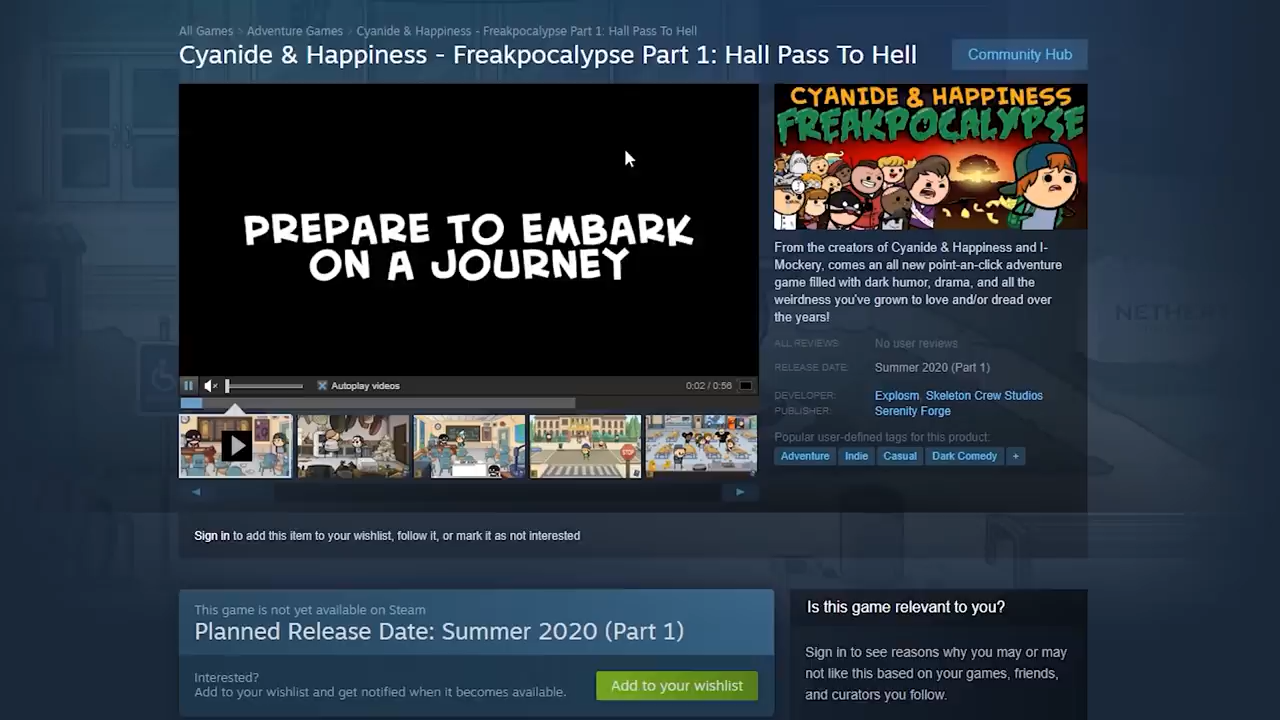 All Games > Adventure Games > Cyanide & Happiness - Freakpocalypse Part 1: Hall Pass To Hell
Cyanide & Happiness - Freakpocalypse Part 1: Hall Pass To Hell
Community Hub
PREPARE TO EMBARK
ON A JOURNEY
Autoplay videos
0:02 / 0:56
STOP
CYANIDE & HAPPINESS
FREAKPOCALYPSE
From the creators of Cyanide & Happiness and I-
Mockery, comes an all new point-an-click adventure
game filled with dark humor, drama, and all the
weirdness you've grown to love and/or dread over
the years!
ALL REVIEWS: No user reviews
RELEASE DATE: Summer 2020 (Part 1)
DEVELOPER: Explosm, Skeleton Crew Studios
PUBLISHER: Serenity Forge
Popular user-defined tags for this product:
Adventure Indie Casual Dark Comedy +
Sign in to add this item to your wishlist, follow it, or mark it as not interested
This game is not yet available on Steam
Planned Release Date: Summer 2020 (Part 1)
Interested?
Add to your wishlist and get notified when it becomes available.
Add to your wishlist
Is this game relevant to you?
Sign in to see reasons why you may or may
not like this based on your games, friends,
and curators you follow.